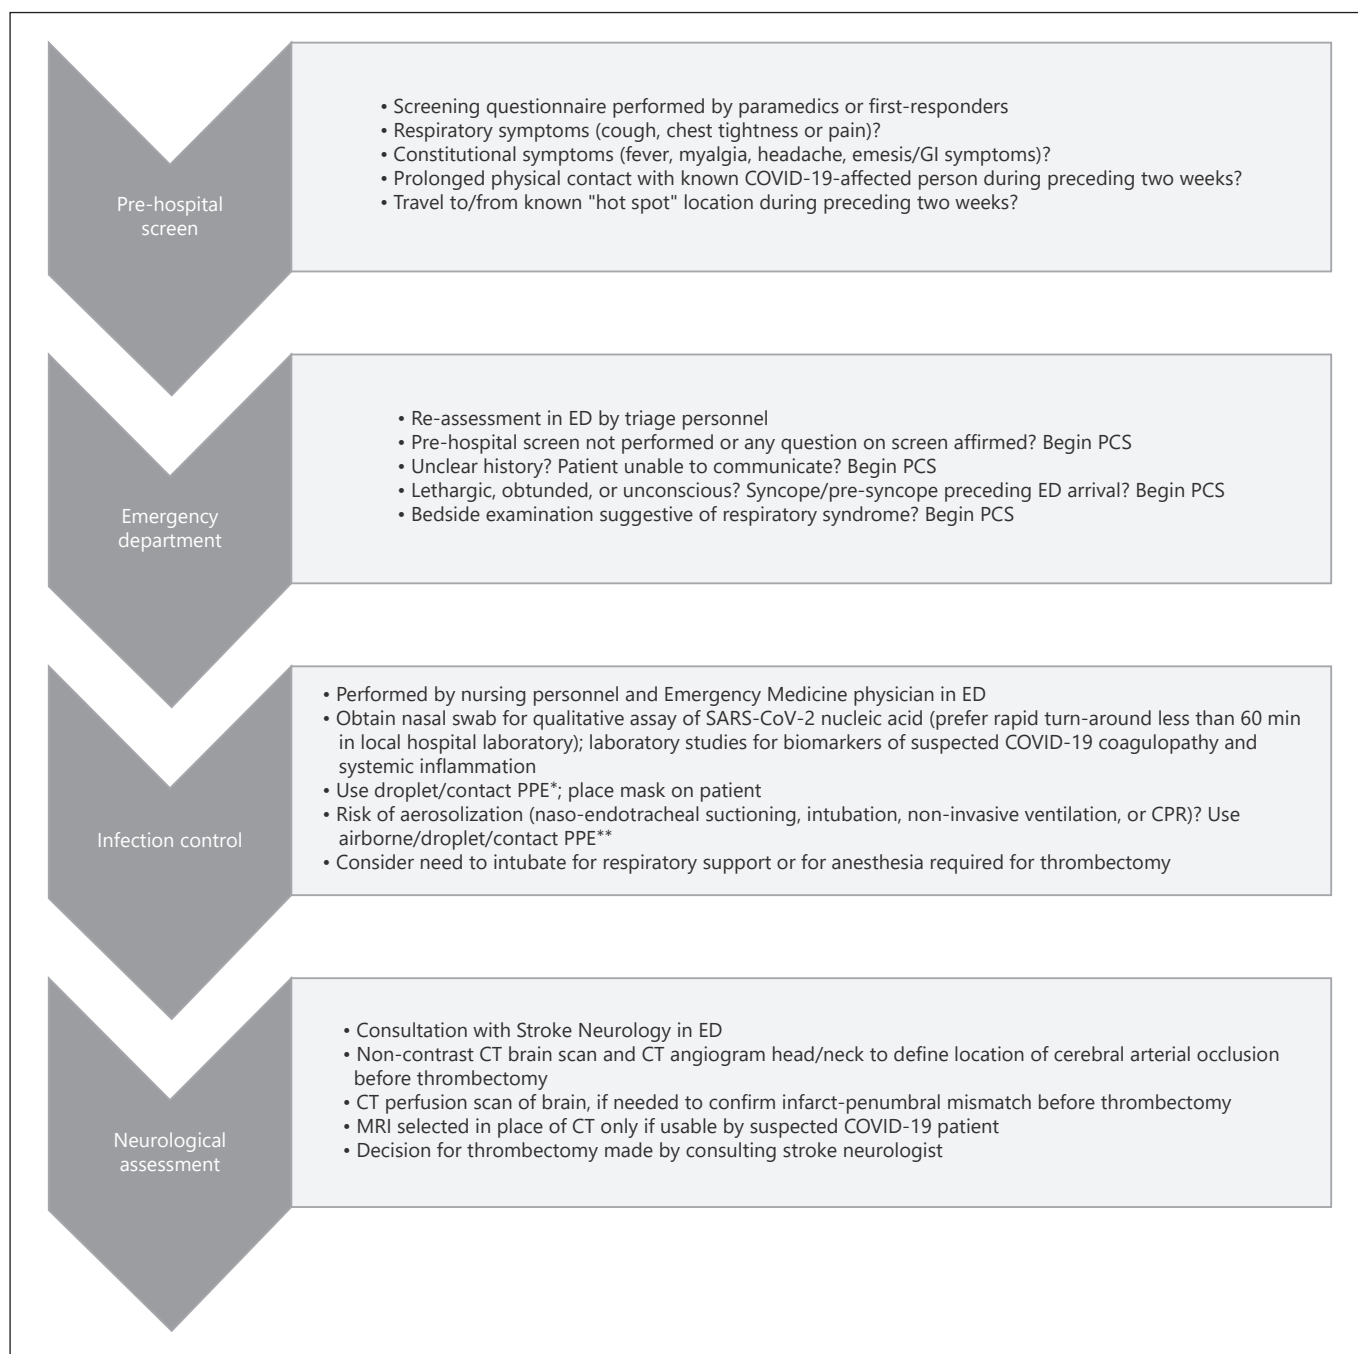 Pre-hospital
screen
• Screening questionnaire performed by paramedics or first-responders
• Respiratory symptoms (cough, chest tightness or pain)?
• Constitutional symptoms (fever, myalgia, headache, emesis/GI symptoms)?
• Prolonged physical contact with known COVID-19-affected person during preceding two weeks?
• Travel to/from known "hot spot" location during preceding two weeks?
Emergency
department
• Re-assessment in ED by triage personnel
• Pre-hospital screen not performed or any question on screen affirmed? Begin PCS
• Unclear history? Patient unable to communicate? Begin PCS
• Lethargic, obtunded, or unconscious? Syncope/pre-syncope preceding ED arrival? Begin PCS
• Bedside examination suggestive of respiratory syndrome? Begin PCS
Infection control
• Performed by nursing personnel and Emergency Medicine physician in ED
• Obtain nasal swab for qualitative assay of SARS-CoV-2 nucleic acid (prefer rapid turn-around less than 60 min
in local hospital laboratory); laboratory studies for biomarkers of suspected COVID-19 coagulopathy and
systemic inflammation
• Use droplet/contact PPE*; place mask on patient
• Risk of aerosolization (naso-endotracheal suctioning, intubation, non-invasive ventilation, or CPR)? Use
airborne/droplet/contact PPE**
• Consider need to intubate for respiratory support or for anesthesia required for thrombectomy
Neurological
assessment
• Consultation with Stroke Neurology in ED
• Non-contrast CT brain scan and CT angiogram head/neck to define location of cerebral arterial occlusion
before thrombectomy
• CT perfusion scan of brain, if needed to confirm infarct-penumbral mismatch before thrombectomy
• MRI selected in place of CT only if usable by suspected COVID-19 patient
• Decision for thrombectomy made by consulting stroke neurologist